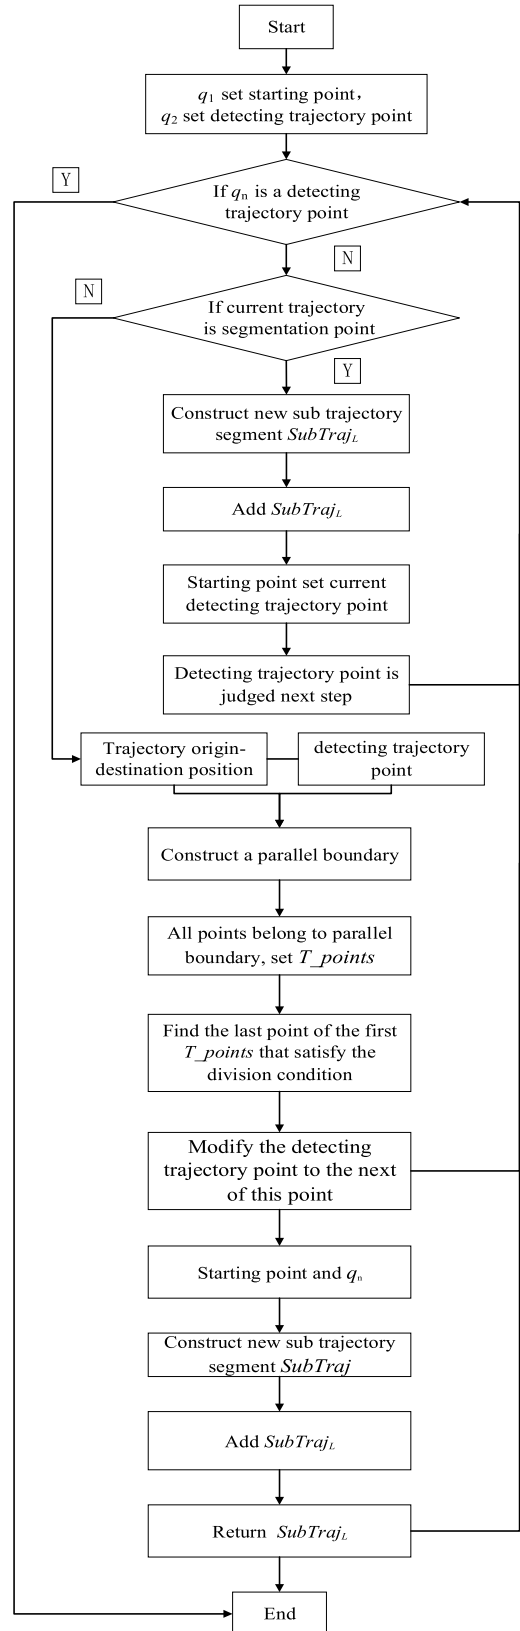 Start
q1 set starting point，
q2 set detecting trajectory point
Y
If qn is a detecting
trajectory point
N
N
If current trajectory
is segmentation point
Y
Construct new sub trajectory
segment SubTrajL
Add SubTrajL
Starting point set current
detecting trajectory point
Detecting trajectory point is
judged next step
Trajectory origin-
destination position
detecting trajectory
point
Construct a parallel boundary
All points belong to parallel
boundary, set T_points
Find the last point of the first
T_points that satisfy the
division condition
Modify the detecting
trajectory point to the next
of this point
Starting point and qn
Construct new sub trajectory
segment SubTraj
Add SubTrajL
Return SubTrajL
End